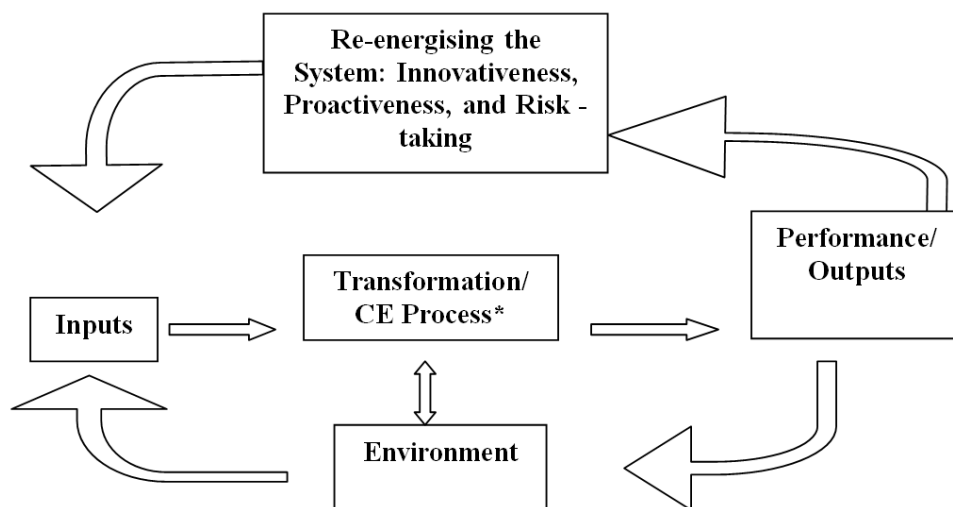 Re-energising the
System: Innovativeness,
Proactiveness, and Risk -
taking
Performance/
Outputs
Transformation/
CE Process*
Inputs
Environment